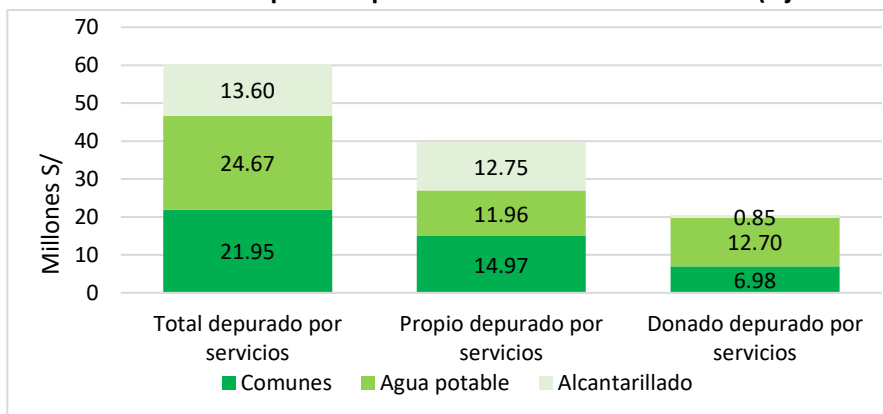 70
60
50
40
30
20
10
0
Millones S/
13.60
24.67
21.95
12.75
11.96
14.97
0.85
12.70
6.98
Total depurado por
servicios
Propio depurado por
servicios
Donado depurado por
servicios
Comunes
Agua potable
Alcantarillado